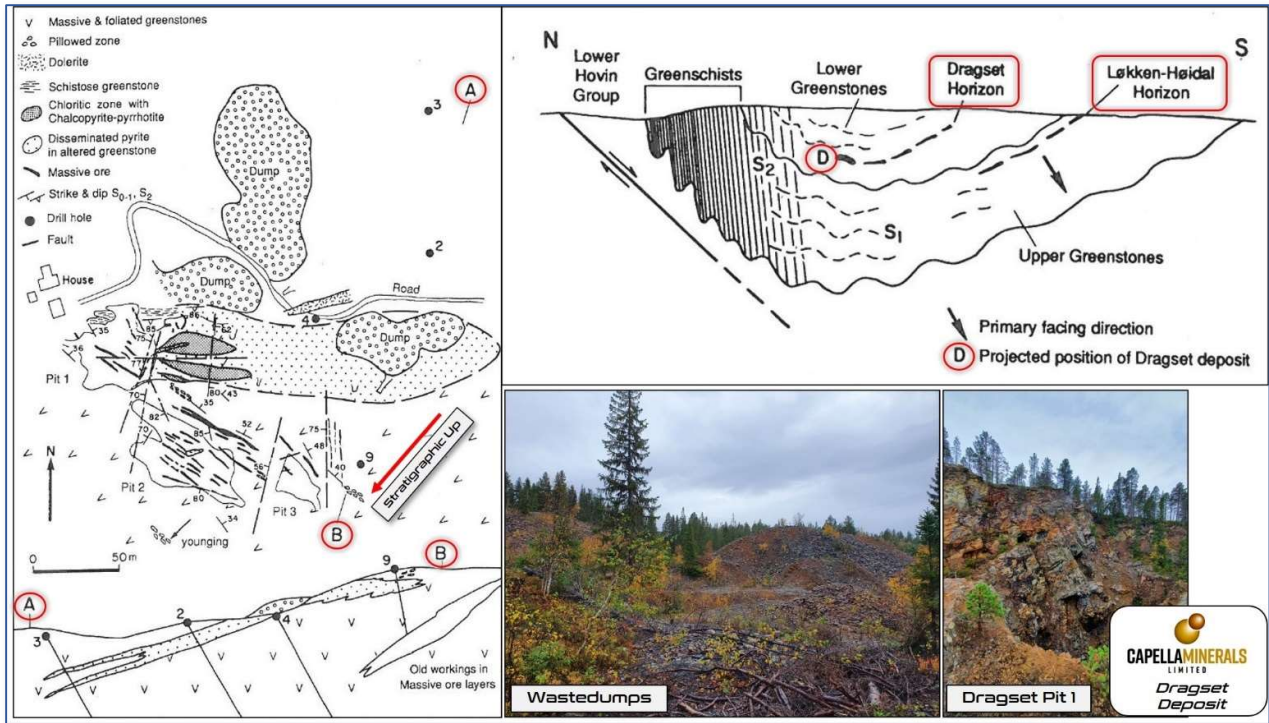 Massive & foliated greenstones
Pillowed zone
Dolerite
Schistose greenstone
Chloritic zone with
Chalcopyrite-pyrrhotite
Disseminated pyrite
in altered greenstone
Massive ore
Strike & dip S0-1, S2
Drill hole
Fault
House
A
3
Dump
2
Dump
Road
4
Dump
35
85
86
52
75
36
77
Pit 1
70
80
43
35
82
52
70
85
75
48
9
56
40
Stratigraphic Up
N
Pit 2
80
Pit 3
34
B
younging
0 50 m
A
B
9
2
4
3
Old workings in
Massive ore layers
N
S
Lower
Hovin
Group
Greenschists
Lower
Greenstones
Dragset
Horizon
Løkken-Høidal
Horizon
D
S2
S1
Upper Greenstones
Primary facing direction
D Projected position of Dragset deposit
Wastedumps
Dragset Pit 1
CAPELLAMINERALS
LIMITED
Dragset
Deposit